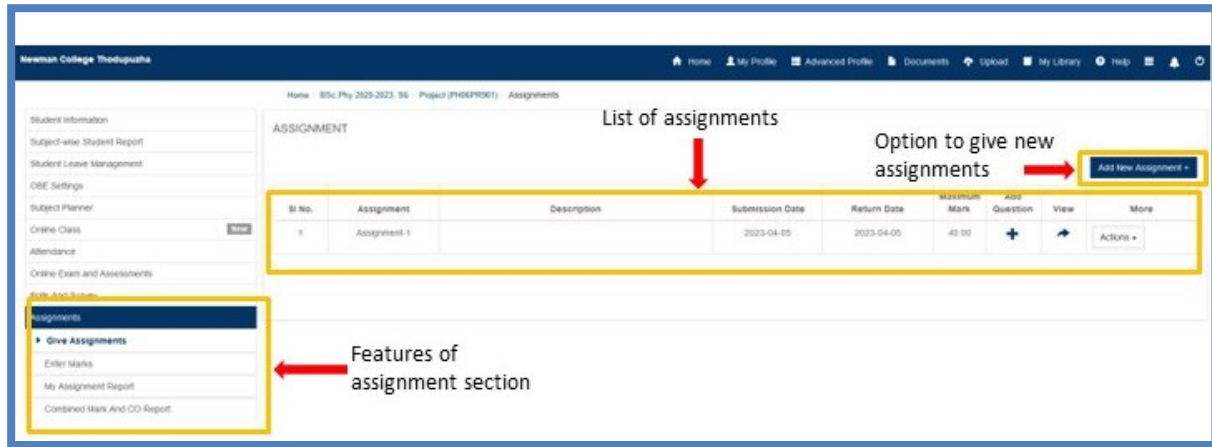 Newman College Thodupuzha
Home My Profile Advanced Profile Documents Upload My Library Help
Home BSc.Phy 2020-2023. S6 Project (PH06PR501) Assignments
Student Information
Subject-wise Student Report
Student Leave Management
OBE Settings
Subject Planner
Online Class New
Attendance
Online Exam and Assessments
Skills And Survey
Assignments
Give Assignments
Enter Marks
My Assignment Report
Combined Mark And CO Report
ASSIGNMENT
List of assignments
Option to give new
assignments
Add New Assignment +
Sl No. Assignment Description Submission Date Return Date Maximum Mark Add Question View More
1 Assignment-1 2023-04-05 2023-04-05 40.00 Actions
Features of
assignment section